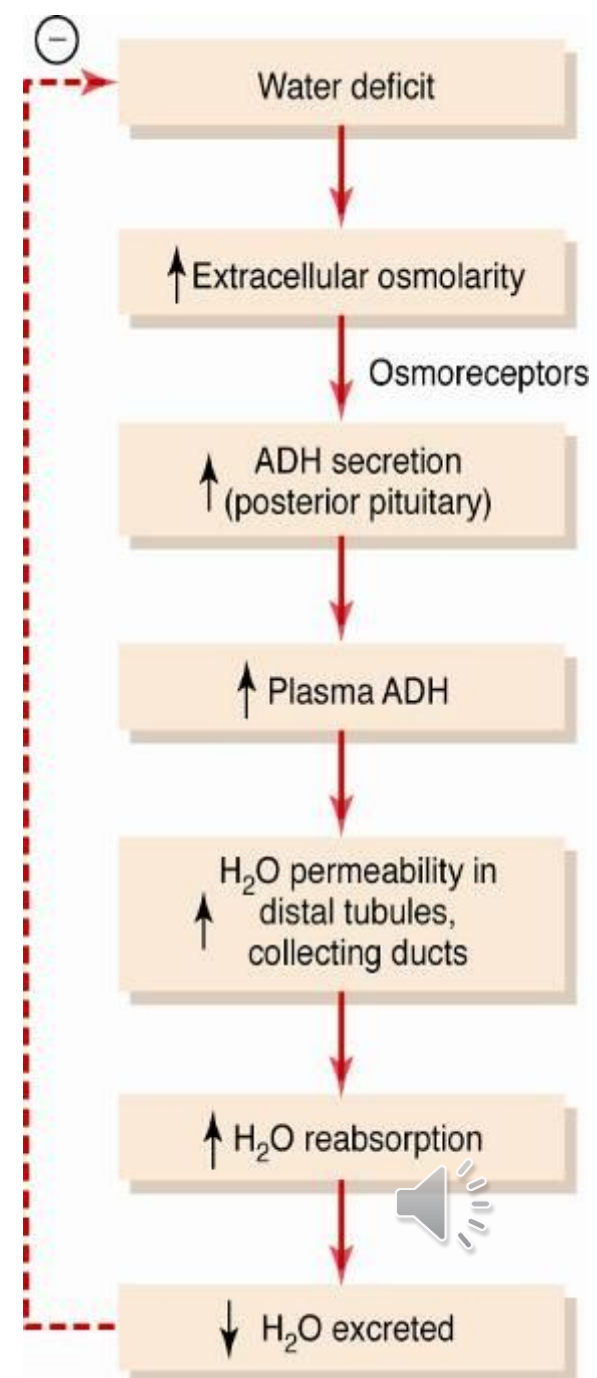 −
Water deficit
↑ Extracellular osmolarity
Osmoreceptors
↑ ADH secretion
(posterior pituitary)
↑ Plasma ADH
↑ H₂O permeability in
distal tubules,
collecting ducts
↑ H₂O reabsorption
↓ H₂O excreted